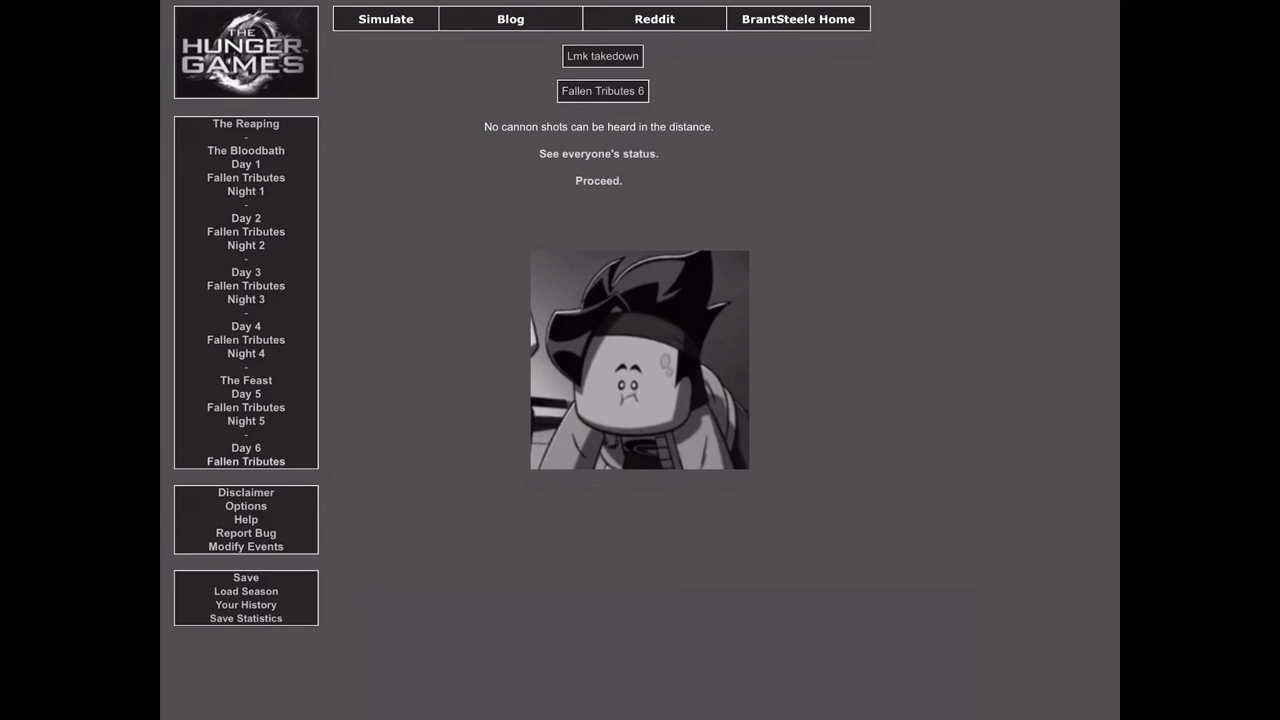 THE
HUNGER
GAMES
Simulate
Blog
Reddit
BrantSteele Home
Lmk takedown
Fallen Tributes 6
No cannon shots can be heard in the distance.
See everyone's status.
Proceed.
The Reaping
-
The Bloodbath
Day 1
Fallen Tributes
Night 1
-
Day 2
Fallen Tributes
Night 2
-
Day 3
Fallen Tributes
Night 3
-
Day 4
Fallen Tributes
Night 4
-
The Feast
Day 5
Fallen Tributes
Night 5
-
Day 6
Fallen Tributes
Disclaimer
Options
Help
Report Bug
Modify Events
Save
Load Season
Your History
Save Statistics